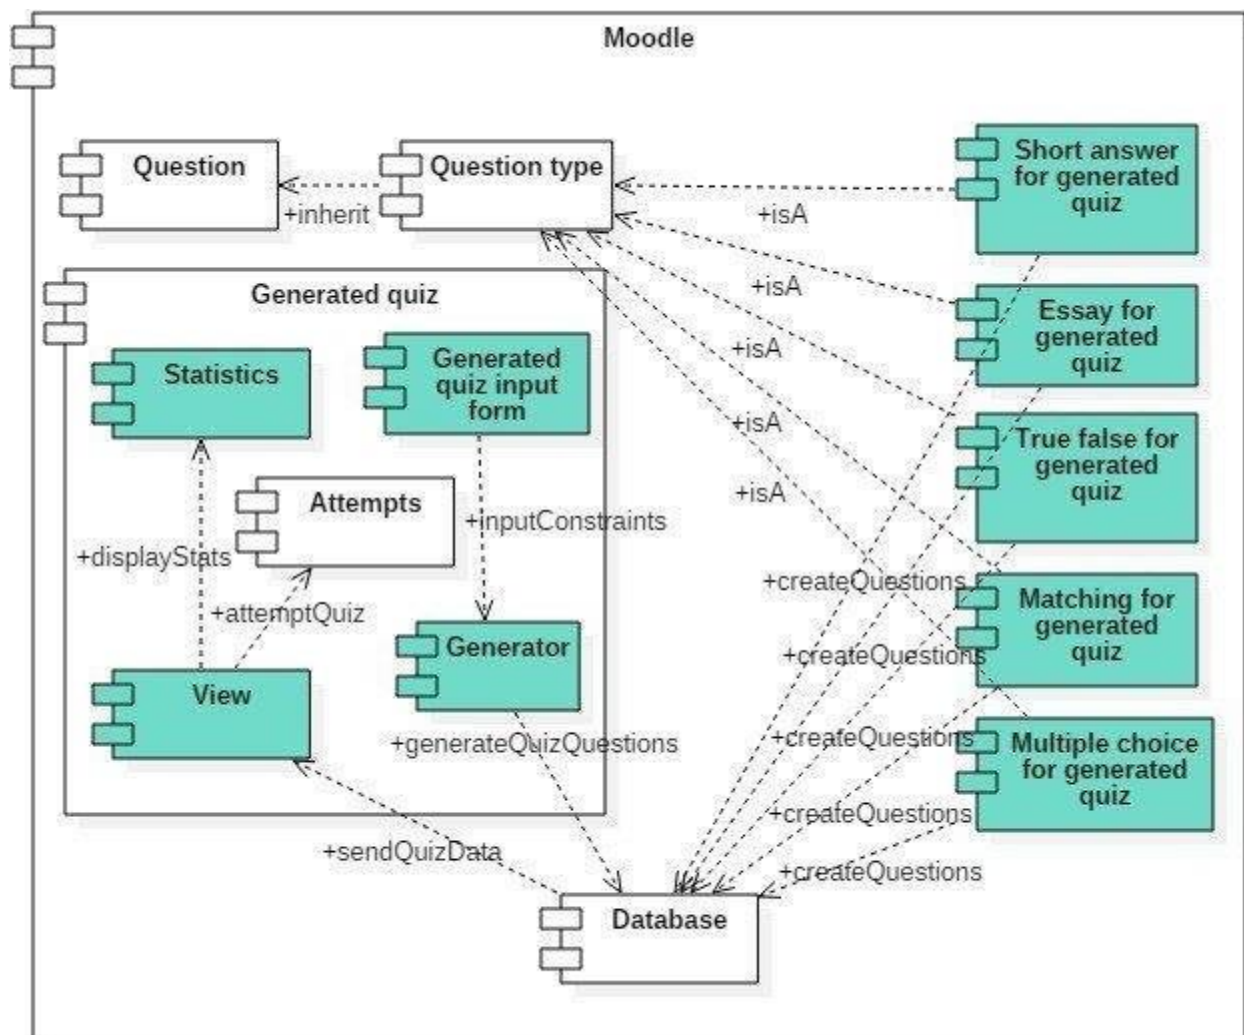 Moodle
Question
Question type
+inherit
Short answer
for generated
quiz
+isA
Essay for
generated
quiz
+isA
True false for
generated
quiz
+isA
Matching for
generated
quiz
+isA
Multiple choice
for generated
quiz
+isA
Generated quiz
Statistics
Generated
quiz input
form
Attempts
+inputConstraints
+displayStats
+attemptQuiz
Generator
View
+generateQuizQuestions
+sendQuizData
+createQuestions
+createQuestions
+createQuestions
+createQuestions
+createQuestions
Database